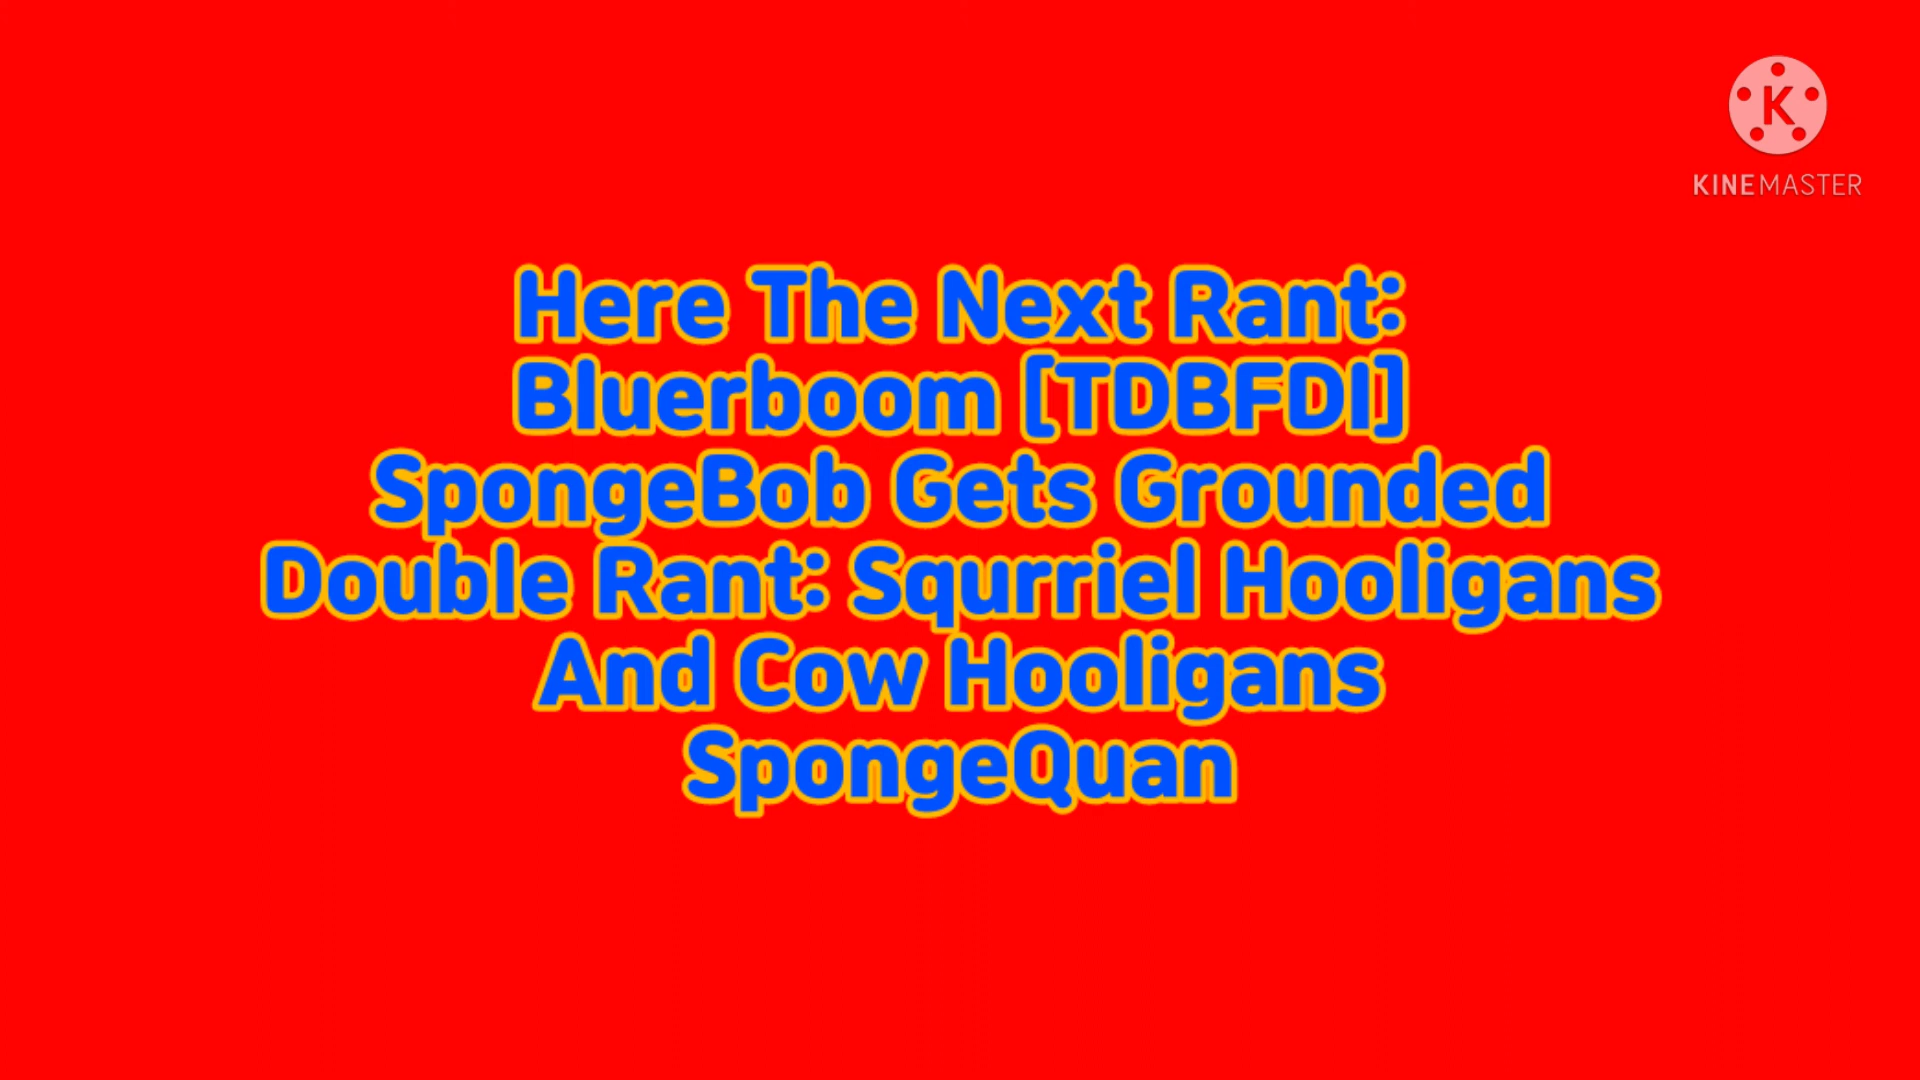 K
KINEMASTER
Here The Next Rant:
Bluerboom [TDBFDI]
SpongeBob Gets Grounded
Double Rant: Squrriel Hooligans
And Cow Hooligans
SpongeQuan